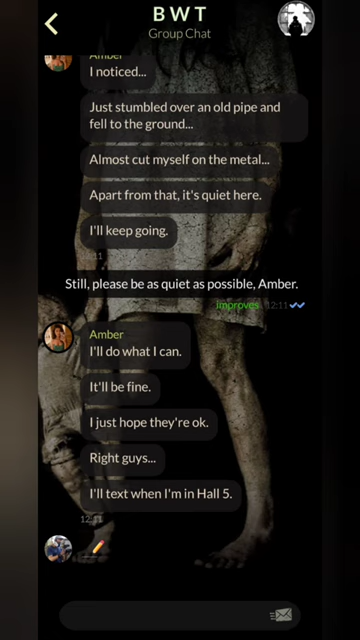 BWT
Group Chat
Amber
I noticed...
Just stumbled over an old pipe and
fell to the ground...
Almost cut myself on the metal...
Apart from that, it's quiet here.
I'll keep going.
12:11
Still, please be as quiet as possible, Amber.
improves 12:11
Amber
I'll do what I can.
It'll be fine.
I just hope they're ok.
Right guys...
I'll text when I'm in Hall 5.
12:11